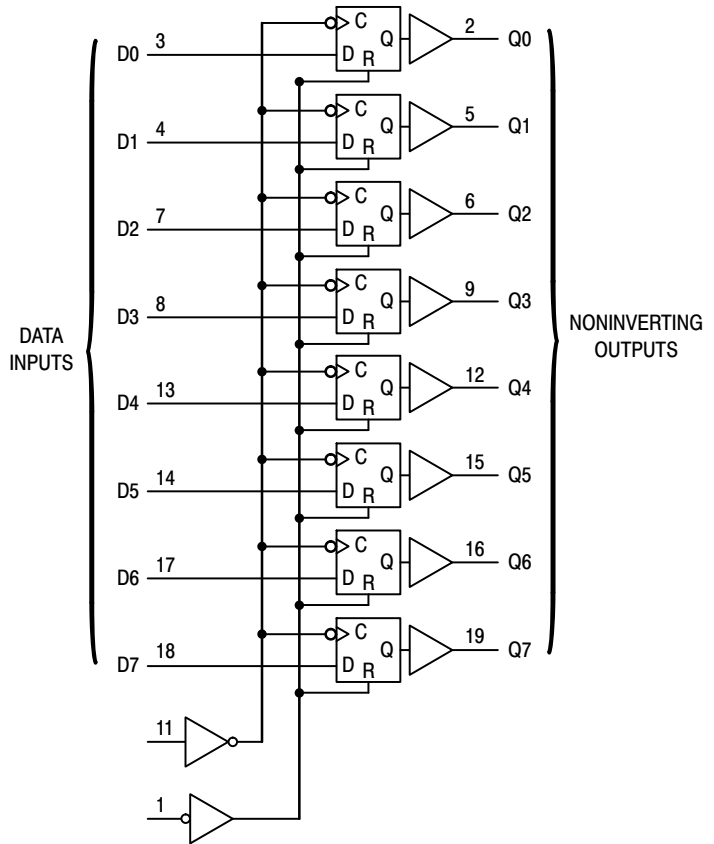 C
D Q
R
D0 3
2 Q0
C
D Q
R
D1 4
5 Q1
C
D Q
R
D2 7
6 Q2
C
D Q
R
D3 8
9 Q3
DATA
INPUTS
NONINVERTING
OUTPUTS
C
D Q
R
D4 13
12 Q4
C
D Q
R
D5 14
15 Q5
C
D Q
R
D6 17
16 Q6
C
D Q
R
D7 18
19 Q7
11
1